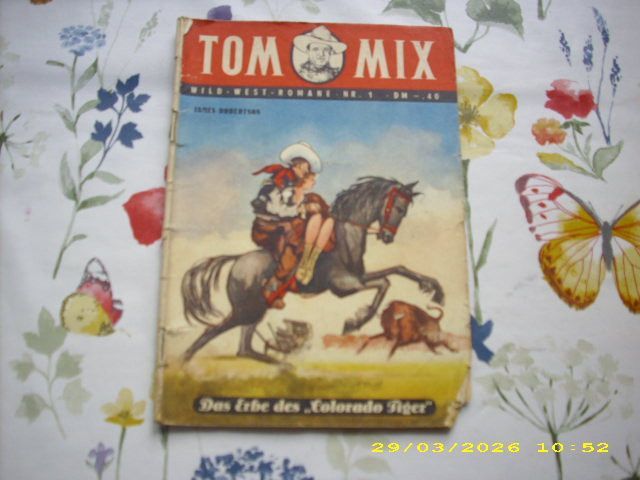 TOM MIX
WILD-WEST-ROMANE·NR. 1·DM -.40
JAMES ROBERTSON
Das Erbe des „Colorado Tiger"
29/03/2026 10:52